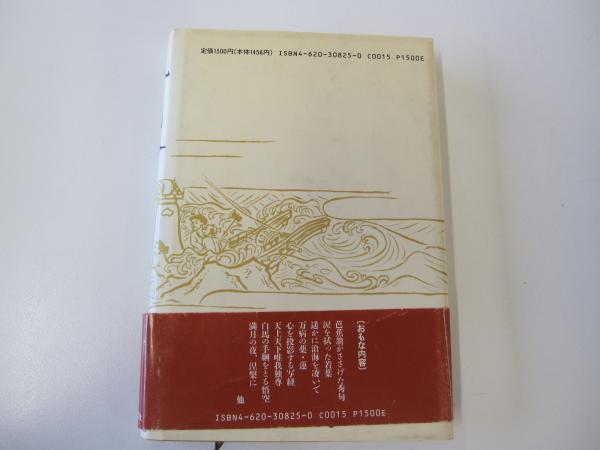 定価1500円(本体1456円) ISBN4-620-30825-0 C0015 P1500E
〔おもな内容〕
芭蕉翁がささげた秀句
涙を拭った若葉
遥かに滄海を凌いで
万病の薬・蓮
心を投影する写経
天上天下唯我独尊
白馬の手綱をとる悟空
満月の夜、涅槃に
他
ISBN4-620-30825-0 C0015 P1500E